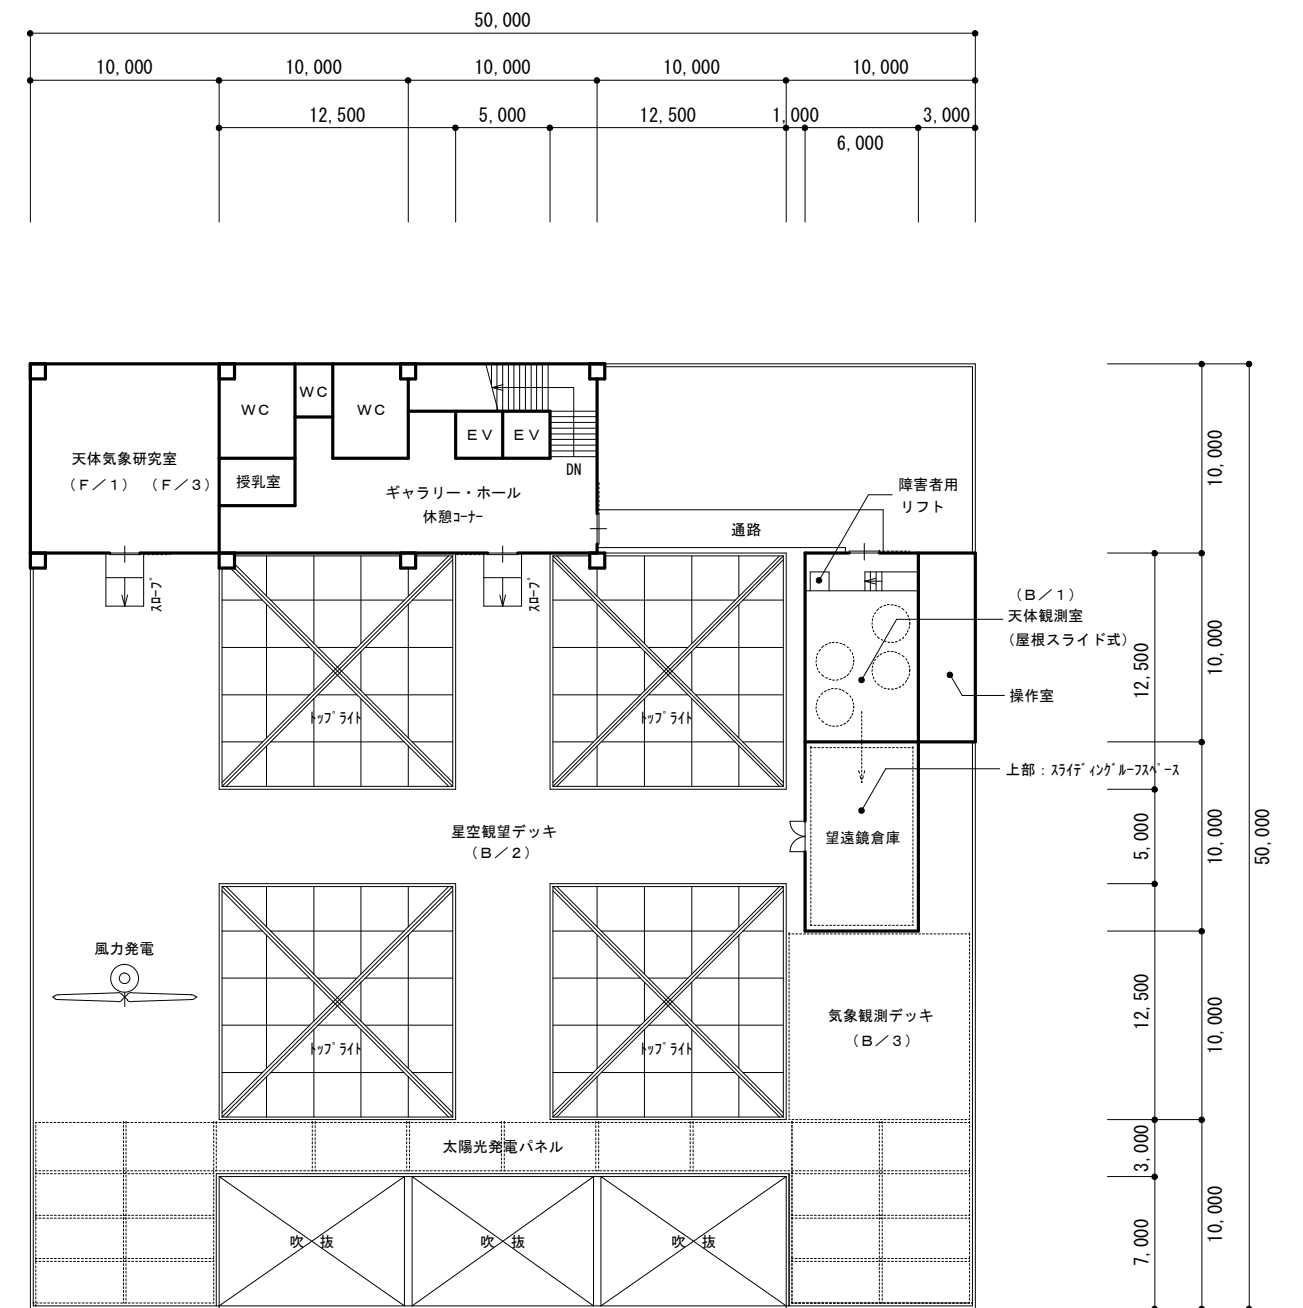 50,000
10,000
10,000
10,000
10,000
10,000
12,500
5,000
12,500
1,000
3,000
6,000
WC
WC
WC
EV
EV
天体気象研究室
(F/1) (F/3)
授乳室
DN
ギャラリー・ホール
休憩コーナー
障害者用
リフト
通路
スロープ
スロープ
(B/1)
天体観測室
(屋根スライド式)
操作室
トップライト
トップライト
上部：スライディングルーフスペース
星空観望デッキ
(B/2)
望遠鏡倉庫
風力発電
気象観測デッキ
(B/3)
トップライト
トップライト
太陽光発電パネル
吹 抜
吹 抜
吹 抜
12,500
5,000
12,500
3,000
7,000
10,000
10,000
10,000
10,000
10,000
50,000